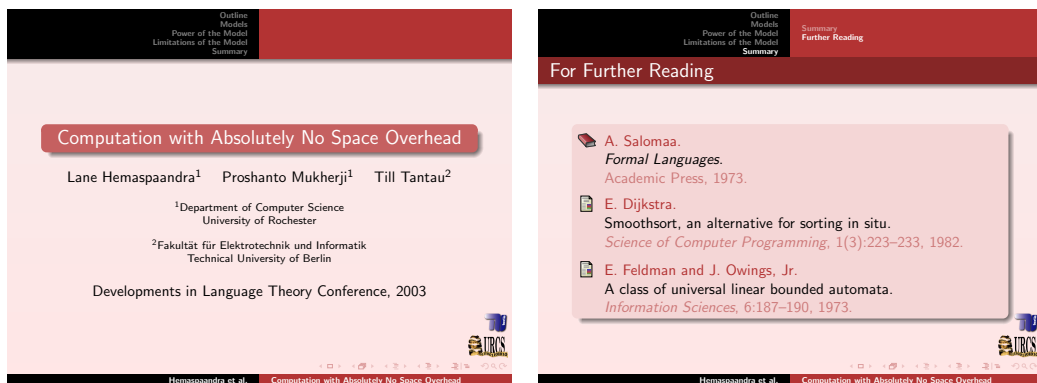 Outline
Models
Power of the Model
Limitations of the Model
Summary
Computation with Absolutely No Space Overhead
Lane Hemaspaandra1 Proshanto Mukherji1 Till Tantau2
1Department of Computer Science
University of Rochester
2Fakultät für Elektrotechnik und Informatik
Technical University of Berlin
Developments in Language Theory Conference, 2003
URCS
Hemaspaandra et al. Computation with Absolutely No Space Overhead
Outline
Models
Power of the Model
Limitations of the Model
Summary
Summary
Further Reading
For Further Reading
A. Salomaa.
Formal Languages.
Academic Press, 1973.
E. Dijkstra.
Smoothsort, an alternative for sorting in situ.
Science of Computer Programming, 1(3):223–233, 1982.
E. Feldman and J. Owings, Jr.
A class of universal linear bounded automata.
Information Sciences, 6:187–190, 1973.
URCS
Hemaspaandra et al. Computation with Absolutely No Space Overhead